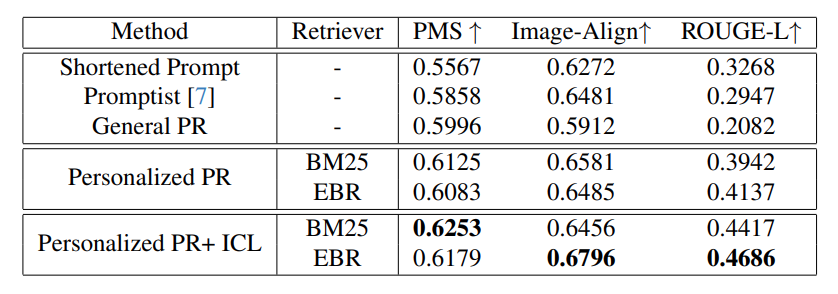 Method Retriever PMS ↑ Image-Align↑ ROUGE-L↑
Shortened Prompt - 0.5567 0.6272 0.3268
Promptist [7] - 0.5858 0.6481 0.2947
General PR - 0.5996 0.5912 0.2082
Personalized PR BM25 0.6125 0.6581 0.3942
EBR 0.6083 0.6485 0.4137
Personalized PR+ ICL BM25 0.6253 0.6456 0.4417
EBR 0.6179 0.6796 0.4686